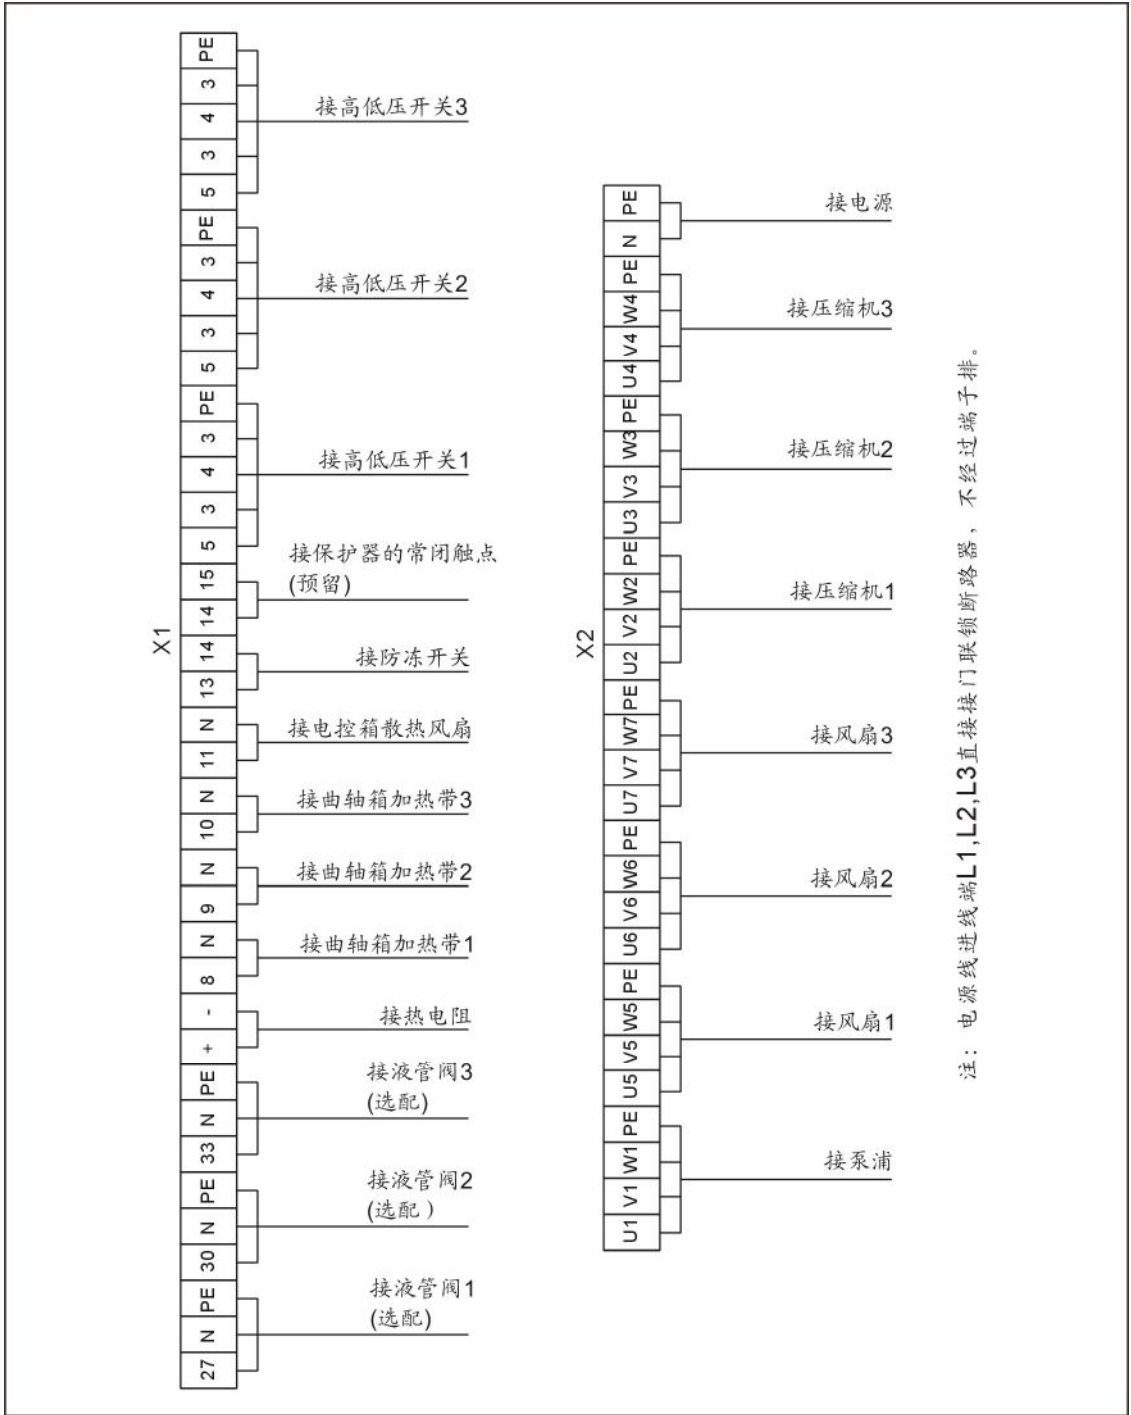 X1
PE
3
4
3
5
接高低压开关3
PE
3
4
3
5
接高低压开关2
PE
3
4
3
5
接高低压开关1
15
14
接保护器的常闭触点
(预留)
14
13
接防冻开关
N
11
接电控箱散热风扇
N
10
接曲轴箱加热带3
N
9
接曲轴箱加热带2
N
8
接曲轴箱加热带1
-
+
接热电阻
PE
N
33
接液管阀3
(选配)
PE
N
30
接液管阀2
(选配)
PE
N
27
接液管阀1
(选配)
X2
PE
N
接电源
PE
W4
V4
U4
接压缩机3
PE
W3
V3
U3
接压缩机2
PE
W2
V2
U2
接压缩机1
PE
W7
V7
U7
接风扇3
PE
W6
V6
U6
接风扇2
PE
W5
V5
U5
接风扇1
PE
W1
V1
U1
接泵浦
注：电源线进线端L1,L2,L3直接接门联锁断路器，不经过端子排。